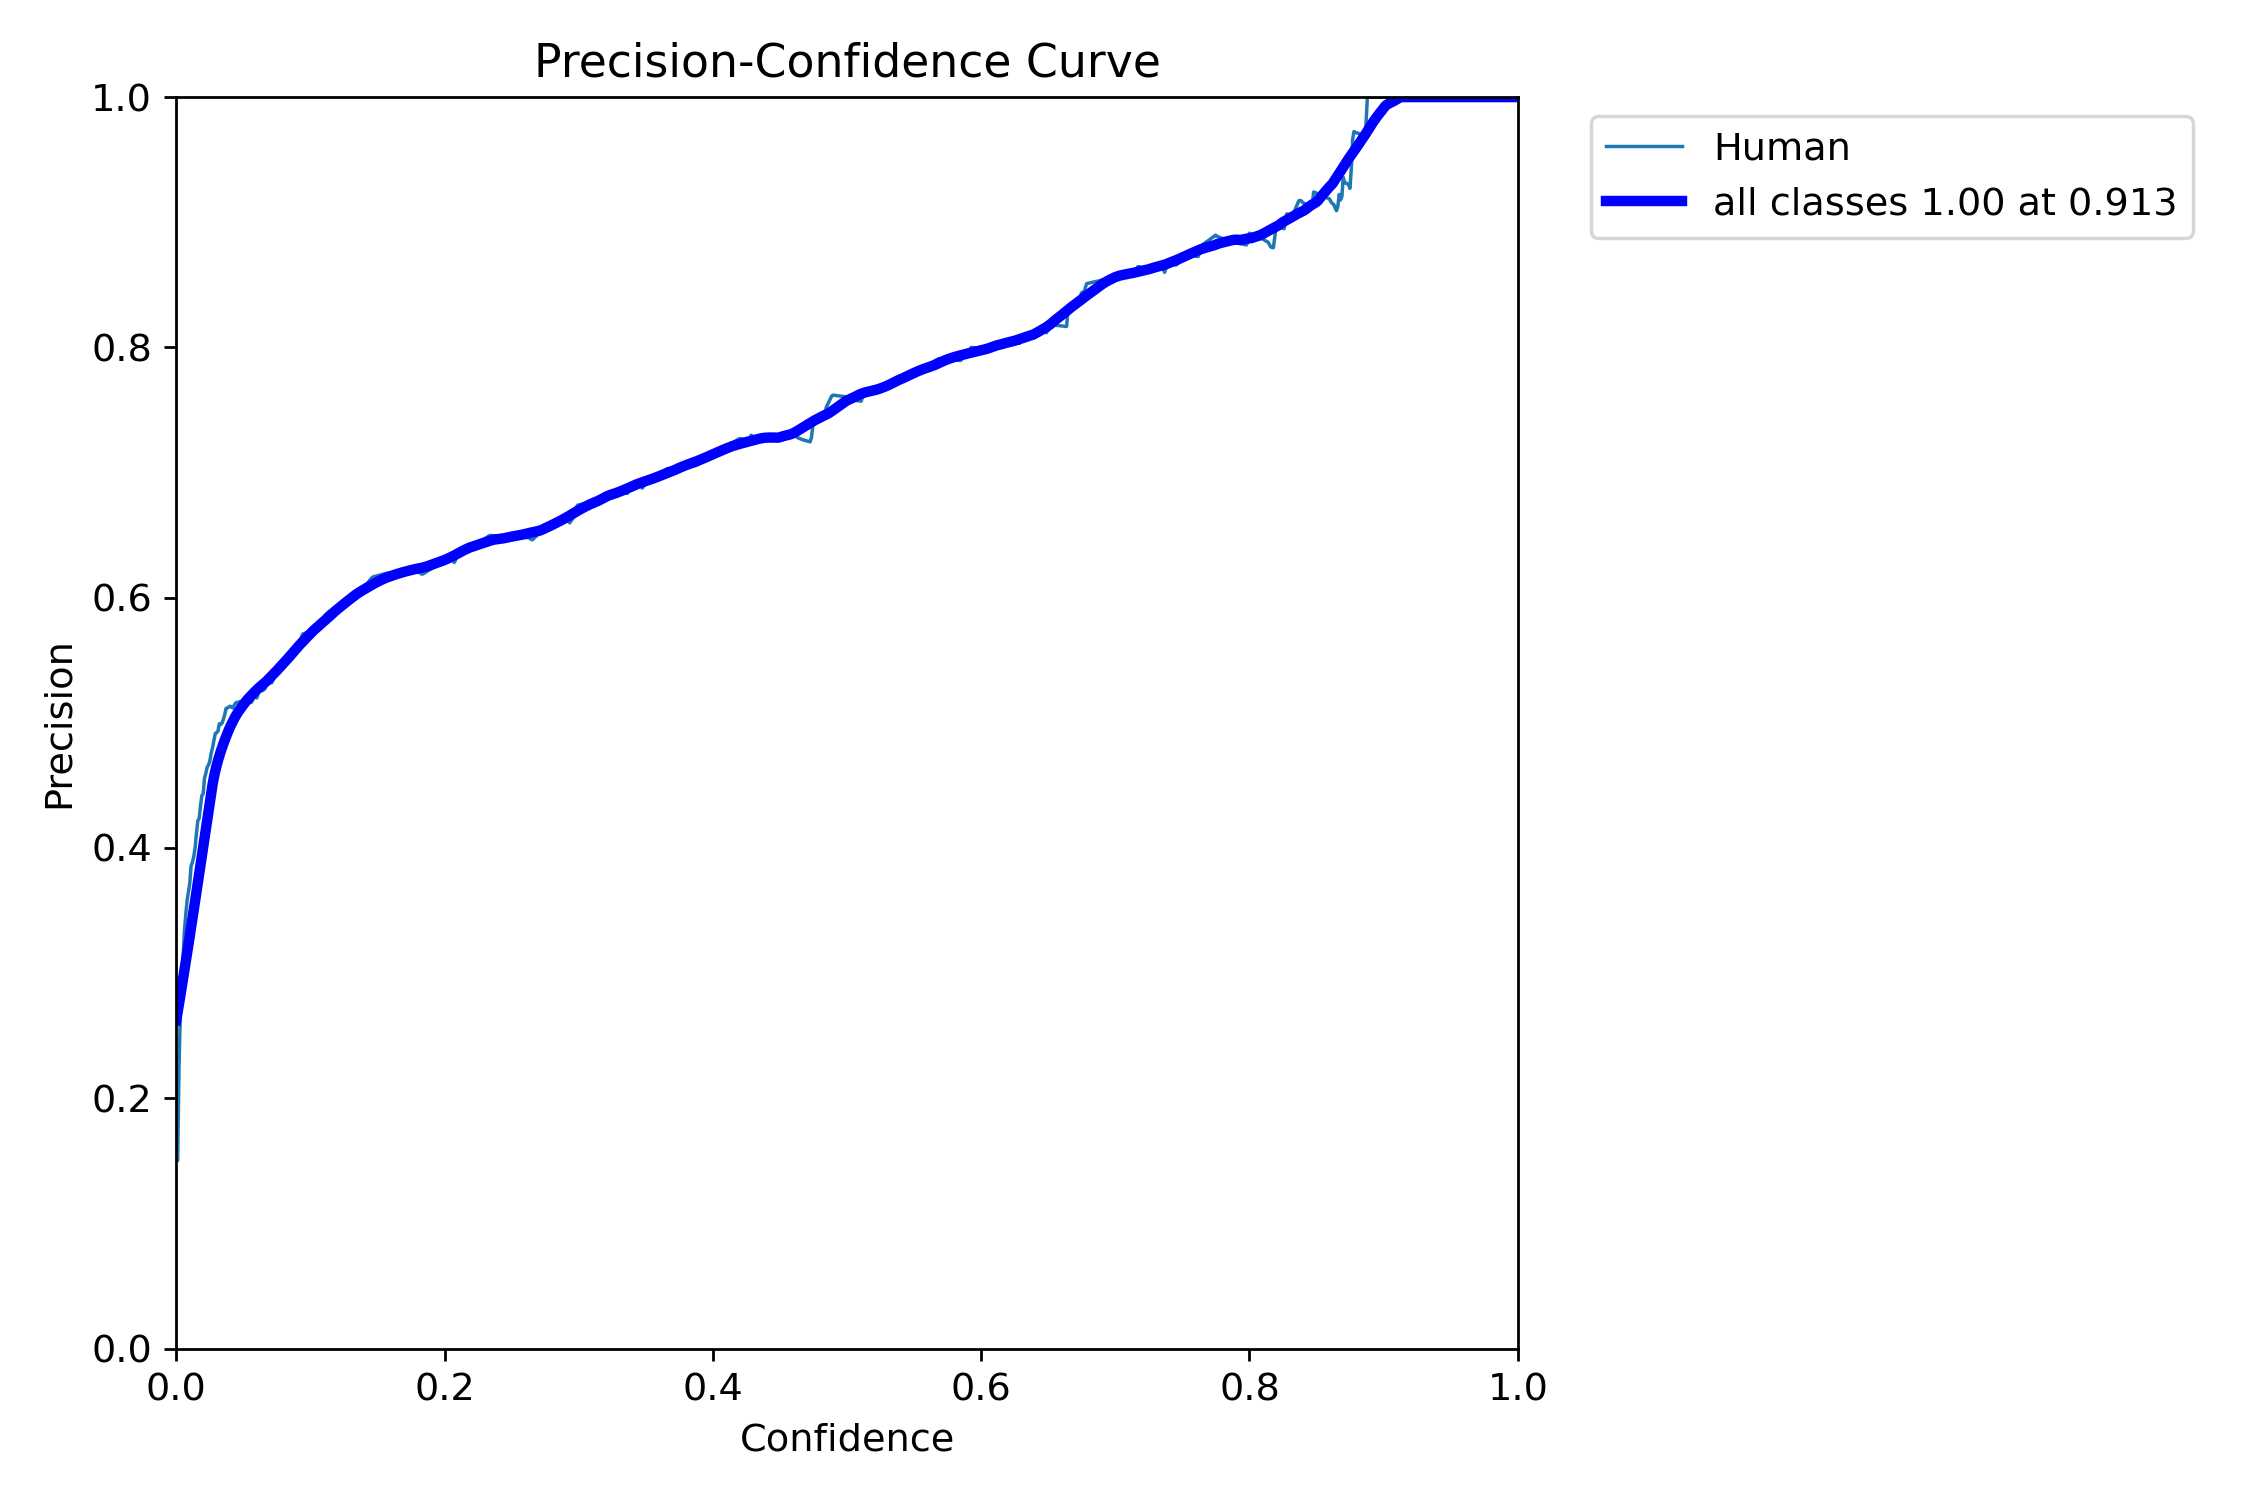 Precision-Confidence Curve
1.0
0.8
0.6
0.4
0.2
0.0
Precision
0.0 0.2 0.4 0.6 0.8 1.0
Confidence
Human
all classes 1.00 at 0.913